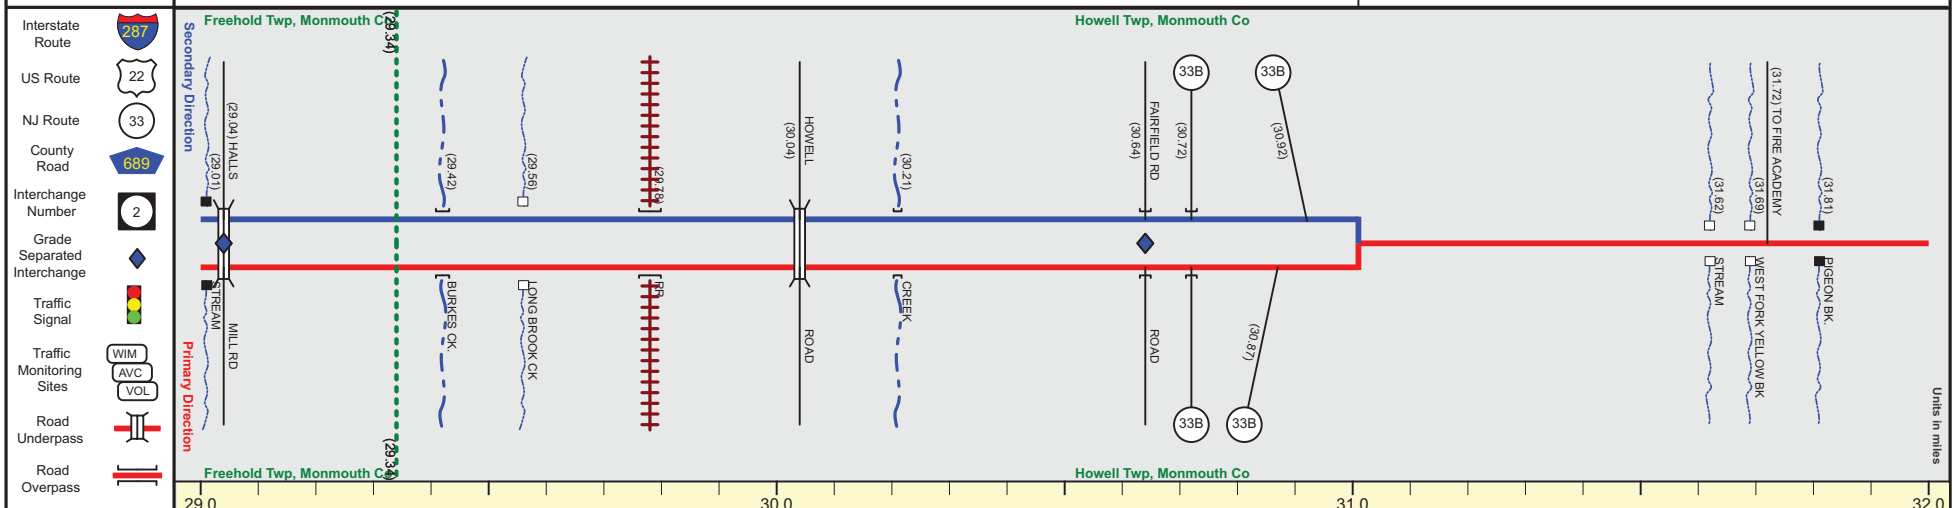 Interstate
Route
287
US Route
22
NJ Route
33
County
Road
689
Interchange
Number
2
Grade
Separated
Interchange
Traffic
Signal
Traffic
Monitoring
Sites
WIM
AVC
VOL
Road
Underpass
Road
Overpass
Secondary Direction
Primary Direction
Freehold Twp, Monmouth Co
(29.34)
Howell Twp, Monmouth Co
(29.01)
(29.04) HALLS
(29.42)
(29.56)
(29.78)
HOWELL
(30.04)
(30.21)
FAIRFIELD RD
(30.64)
33B
(30.72)
33B
(30.92)
(31.62)
(31.69)
(31.72) TO FIRE ACADEMY
(31.81)
STREAM
MILL RD
BURKES CK.
LONG BROOK CK
RR
ROAD
CREEK
ROAD
33B
(30.87)
33B
STREAM
WEST FORK YELLOW BK
PIGEON BK.
Units in miles
Freehold Twp, Monmouth Co
(29.34)
Howell Twp, Monmouth Co
29.0
30.0
31.0
32.0